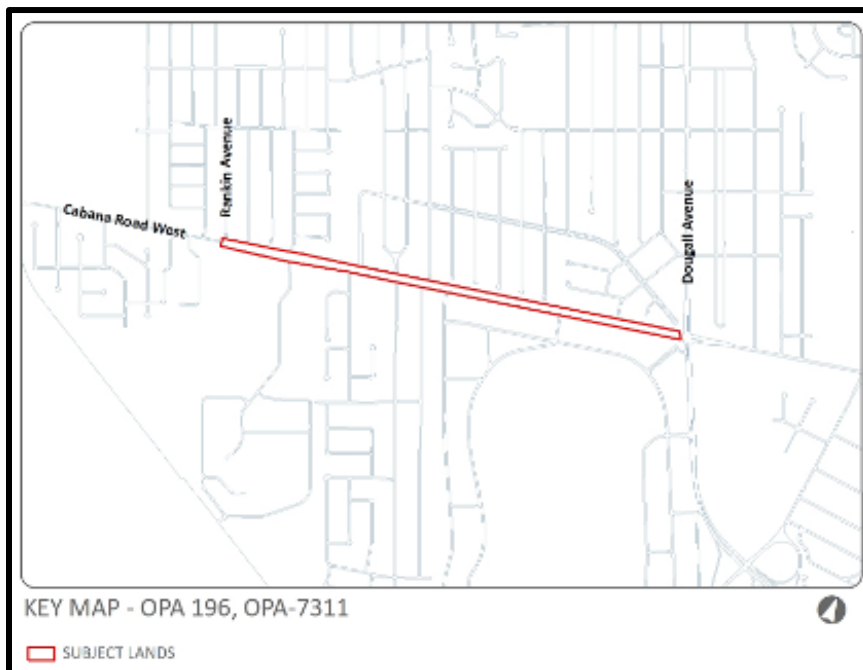 Rankin Avenue
Cabana Road West
Dougall Avenue
KEY MAP - OPA 196, OPA-7311
SUBJECT LANDS